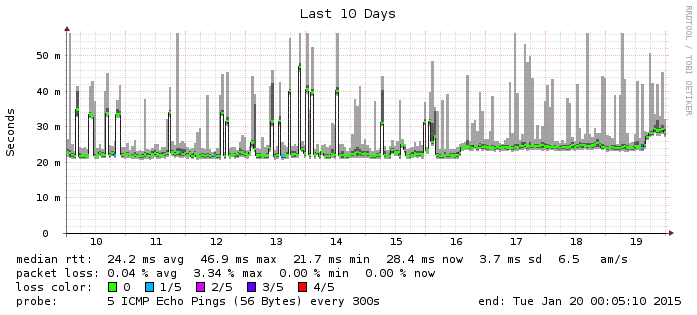 Last 10 Days
RRDTOOL / TOBI OETIKER
Seconds
50 m
40 m
30 m
20 m
10 m
0
10 11 12 13 14 15 16 17 18 19
median rtt: 24.2 ms avg 46.9 ms max 21.7 ms min 28.4 ms now 3.7 ms sd 6.5 am/s
packet loss: 0.04 % avg 3.34 % max 0.00 % min 0.00 % now
loss color: 0 1/5 2/5 3/5 4/5
probe: 5 ICMP Echo Pings (56 Bytes) every 300s end: Tue Jan 20 00:05:10 2015